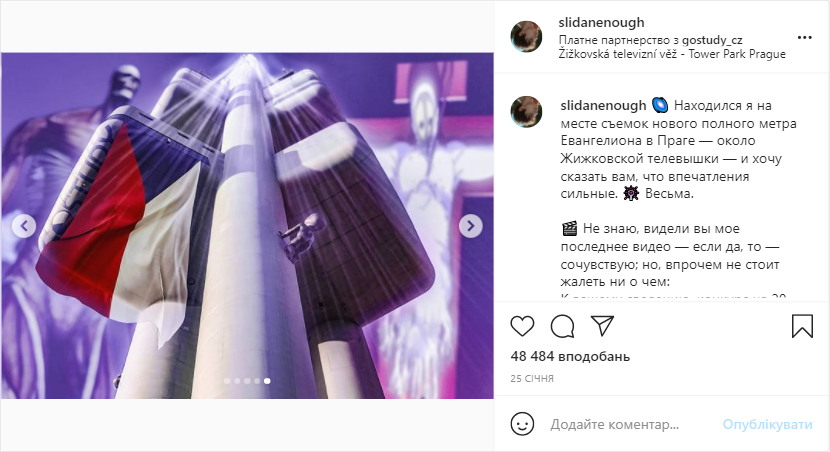 OSTUDY
slidanenough
Платне партнерство з gostudy_cz
Žižkovská televizní věž - Tower Park Prague
slidanenough 🌀 Находился я на
месте съемок нового полного метра
Евангелиона в Праге — около
Жижковской телевышки — и хочу
сказать вам, что впечатления
сильные. Весьма.
🎬 Не знаю, видели вы мое
последнее видео — если да, то —
сочувствую; но, впрочем не стоит
жалеть ни о чем:
48 484 вподобань
25 СІЧНЯ
Додайте коментар...
Опублікувати